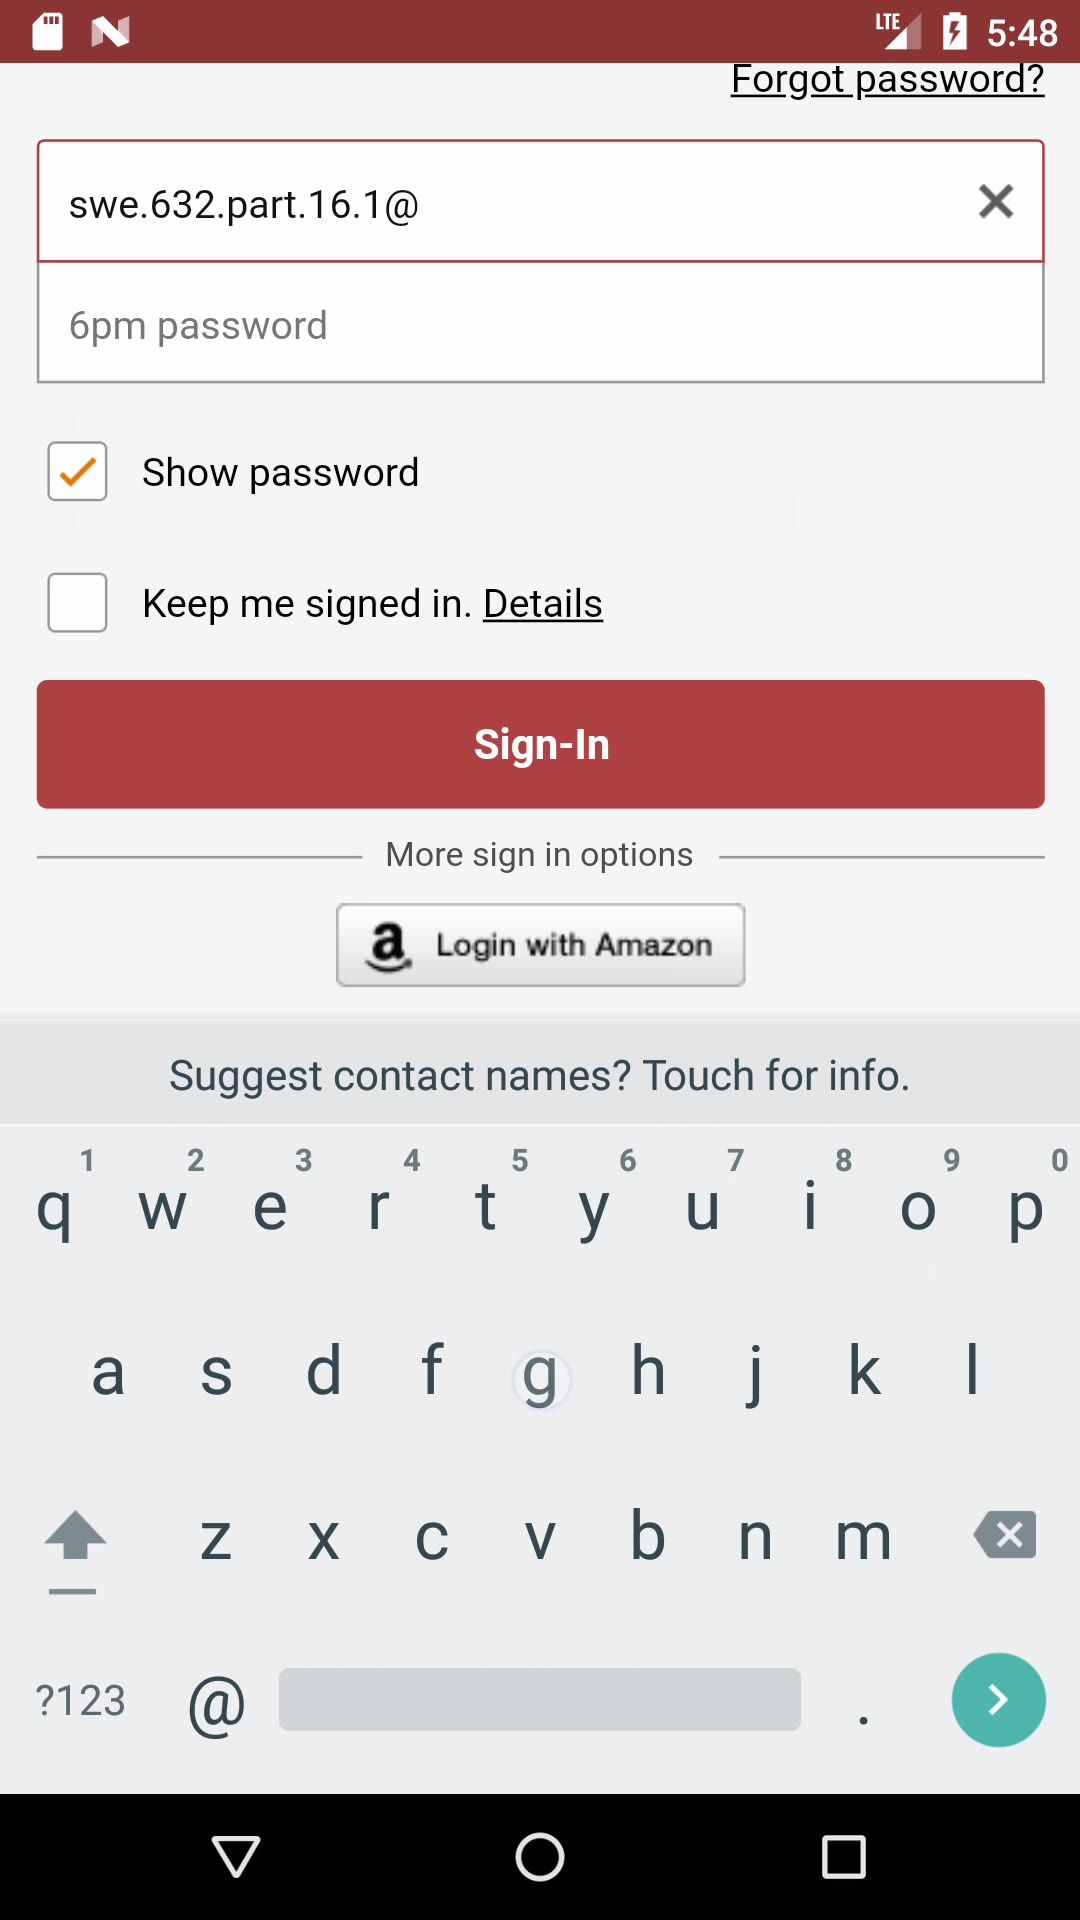 LTE 5:48
Forgot password?
swe.632.part.16.1@
6pm password
Show password
Keep me signed in. Details
Sign-In
More sign in options
a Login with Amazon
Suggest contact names? Touch for info.
1 2 3 4 5 6 7 8 9 0
q w e r t y u i o p
a s d f g h j k l
z x c v b n m
?123 @ .